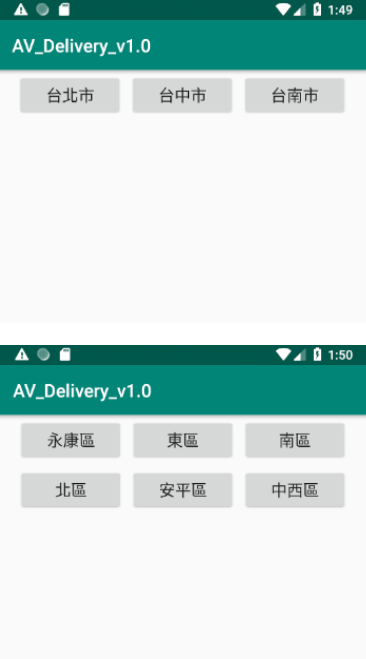 1:49
AV_Delivery_v1.0
台北市 台中市 台南市
1:50
AV_Delivery_v1.0
永康區 東區 南區
北區 安平區 中西區